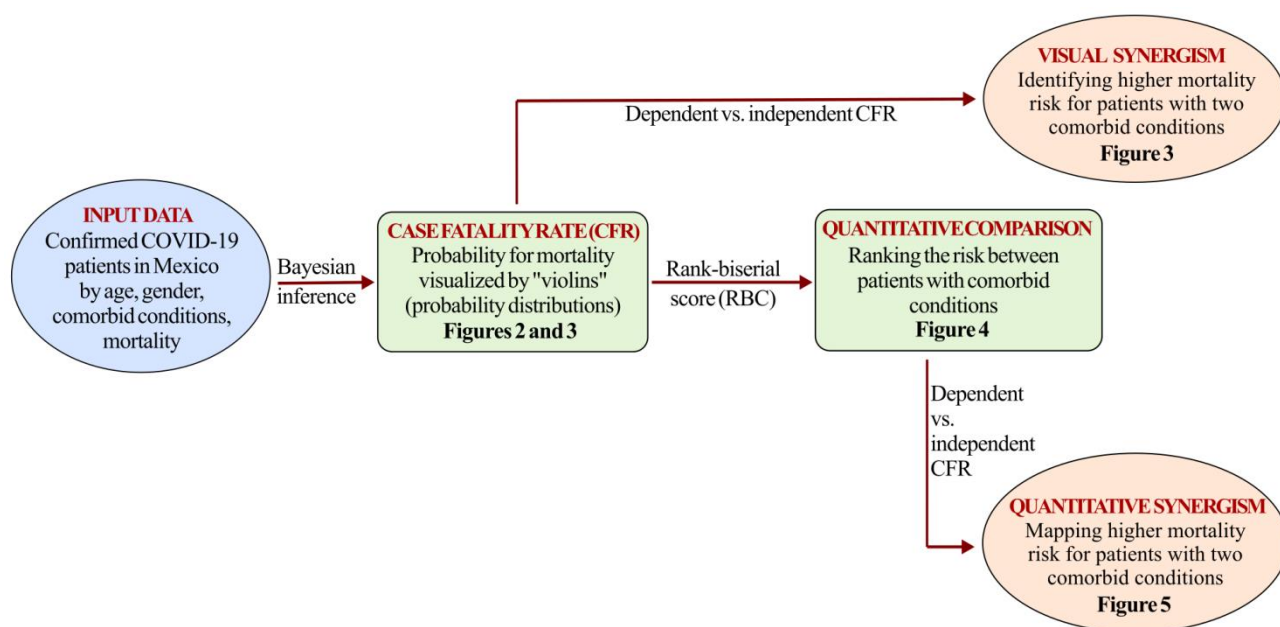 VISUAL SYNERGISM
Identifying higher mortality
risk for patients with two
comorbid conditions
Figure 3
Dependent vs. independent CFR
INPUT DATA
Confirmed COVID-19
patients in Mexico
by age, gender,
comorbid conditions,
mortality
Bayesian
inference
CASE FATALITY RATE (CFR)
Probability for mortality
visualized by "violins"
(probability distributions)
Figures 2 and 3
Rank-biserial
score (RBC)
QUANTITATIVE COMPARISON
Ranking the risk between
patients with comorbid
conditions
Figure 4
Dependent
vs.
independent
CFR
QUANTITATIVE SYNERGISM
Mapping higher mortality
risk for patients with two
comorbid conditions
Figure 5